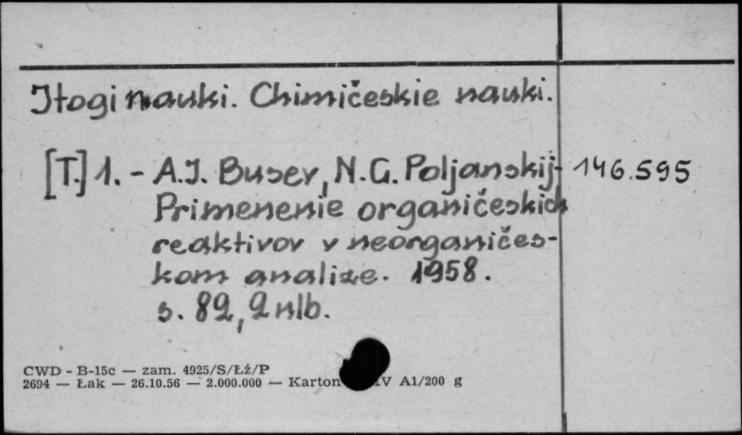 Itogi nauki. Chimičeskie nauki.
[T.] 1. - A.I. Busev, N.G. Poljanskij 146.595
Primenenie organičeskich
reaktivov v neorganičes-
kom analize. 1958.
s. 82, 2 nlb.
CWD - B-15c — zam. 4925/S/Łź/P
2694 — Łak — 26.10.56 — 2.000.000 — Karton IV A1/200 g